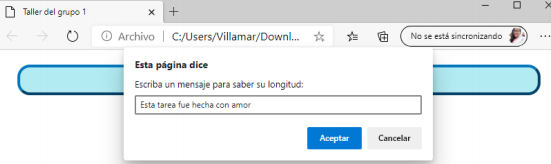 Taller del grupo 1
Archivo C:/Users/Villamar/Downl... No se está sincronizando
Esta página dice
Escriba un mensaje para saber su longitud:
Esta tarea fue hecha con amor
Aceptar Cancelar